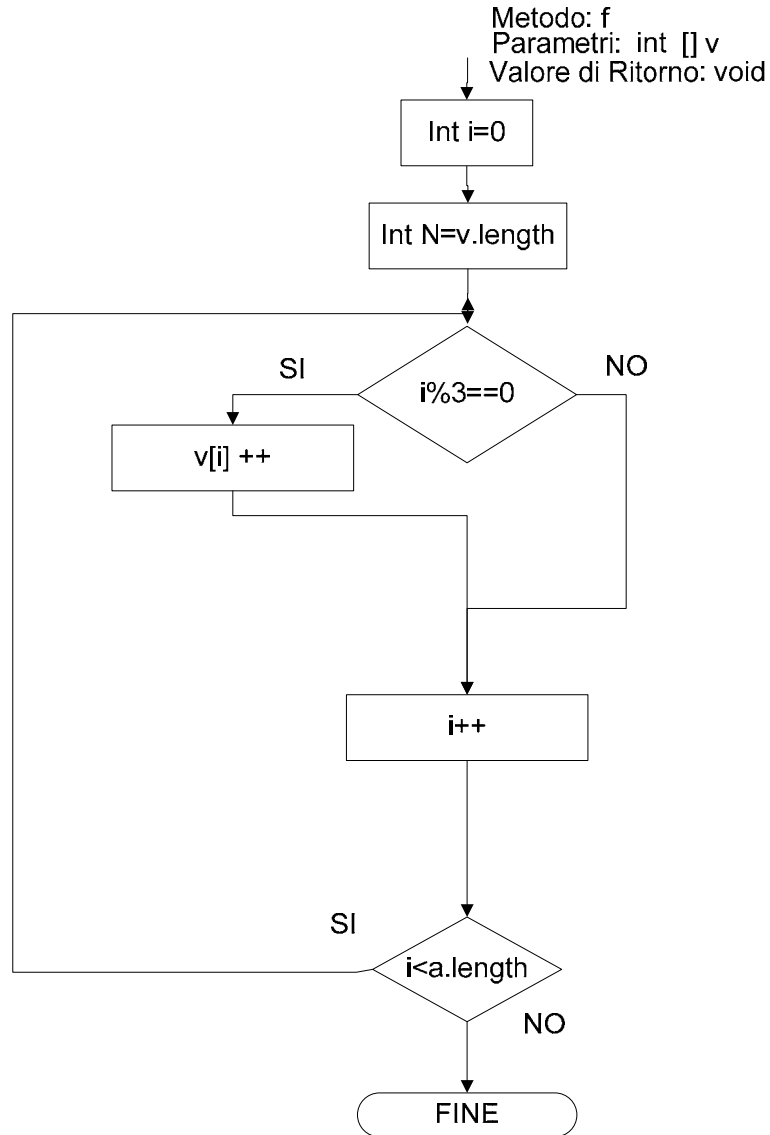 Metodo: f
Parametri: int [] v
Valore di Ritorno: void
Int i=0
Int N=v.length
SI
NO
i%3==0
v[i] ++
i++
SI
i<a.length
NO
FINE